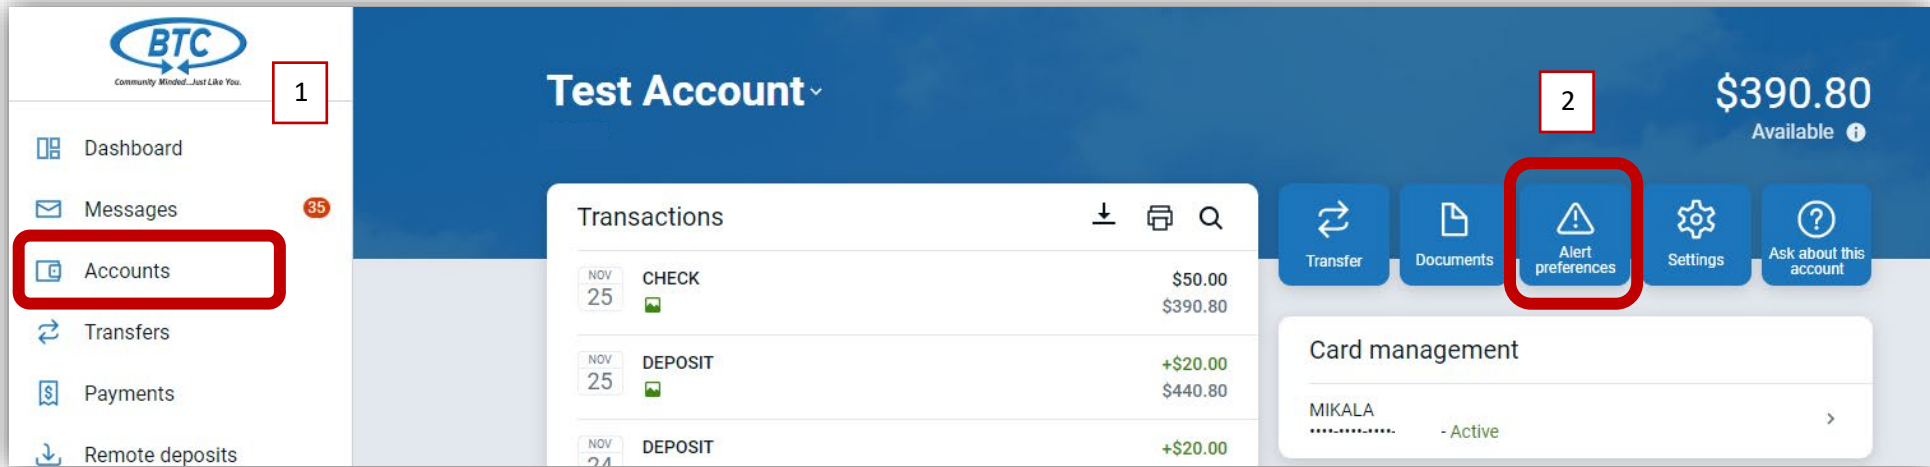 BTC
Community Minded...Just Like You.
1
Dashboard
Messages
35
Accounts
Transfers
Payments
Remote deposits
Test Account
2
$390.80
Available
Transactions
NOV
25
CHECK
$50.00
$390.80
NOV
25
DEPOSIT
+$20.00
$440.80
NOV
24
DEPOSIT
+$20.00
Transfer
Documents
Alert
preferences
Settings
Ask about this
account
Card management
MIKALA
••••-••••-••••- - Active